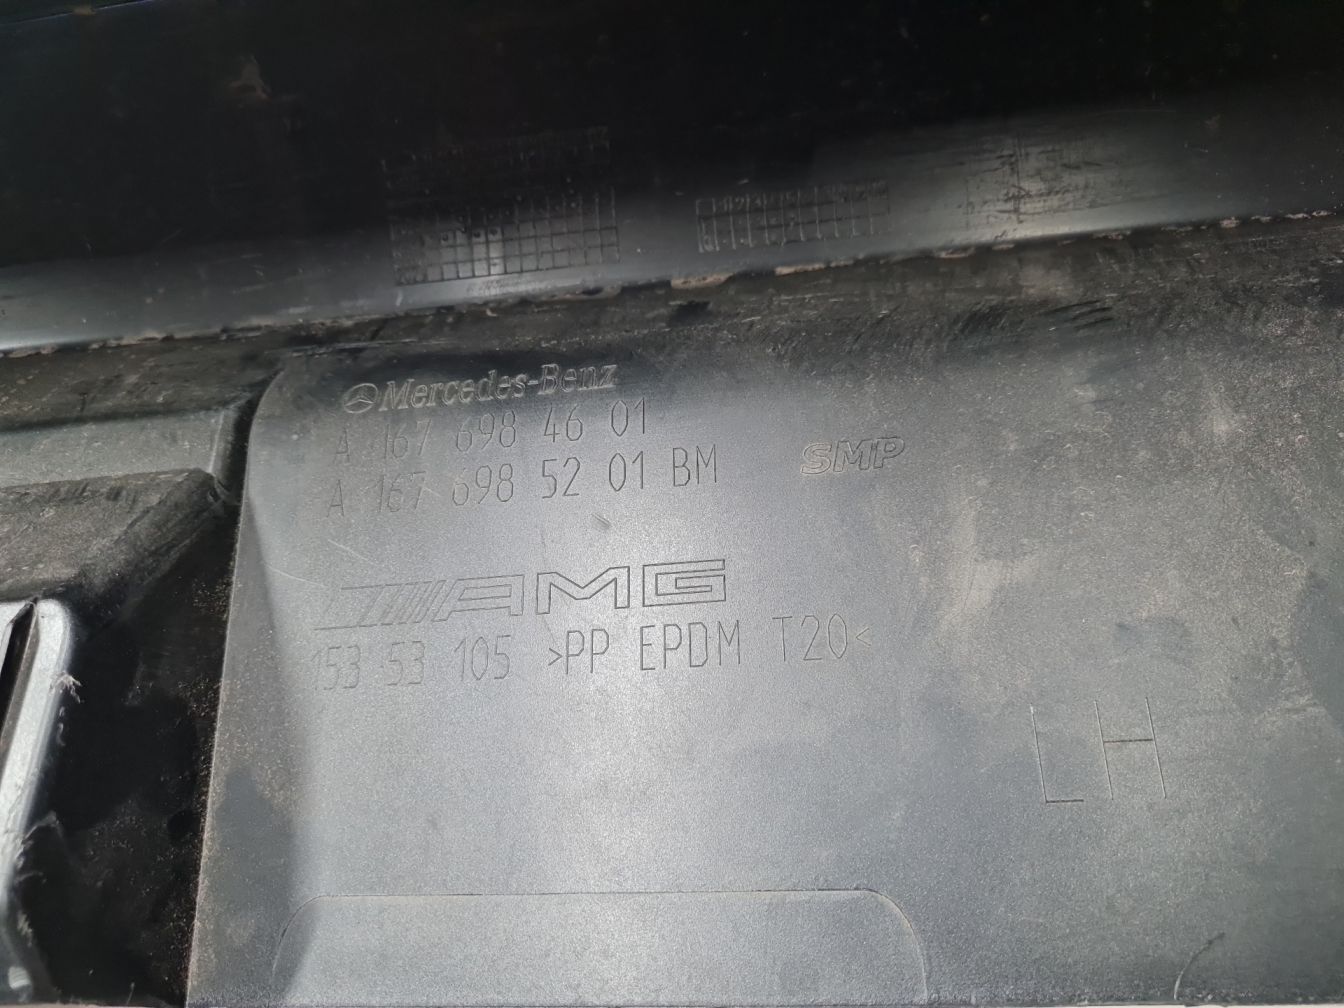 Mercedes-Benz
A 167 698 46 01
A 167 698 52 01 BM
SMP
AMG
153 53 105 >PP EPDM T20<
LH